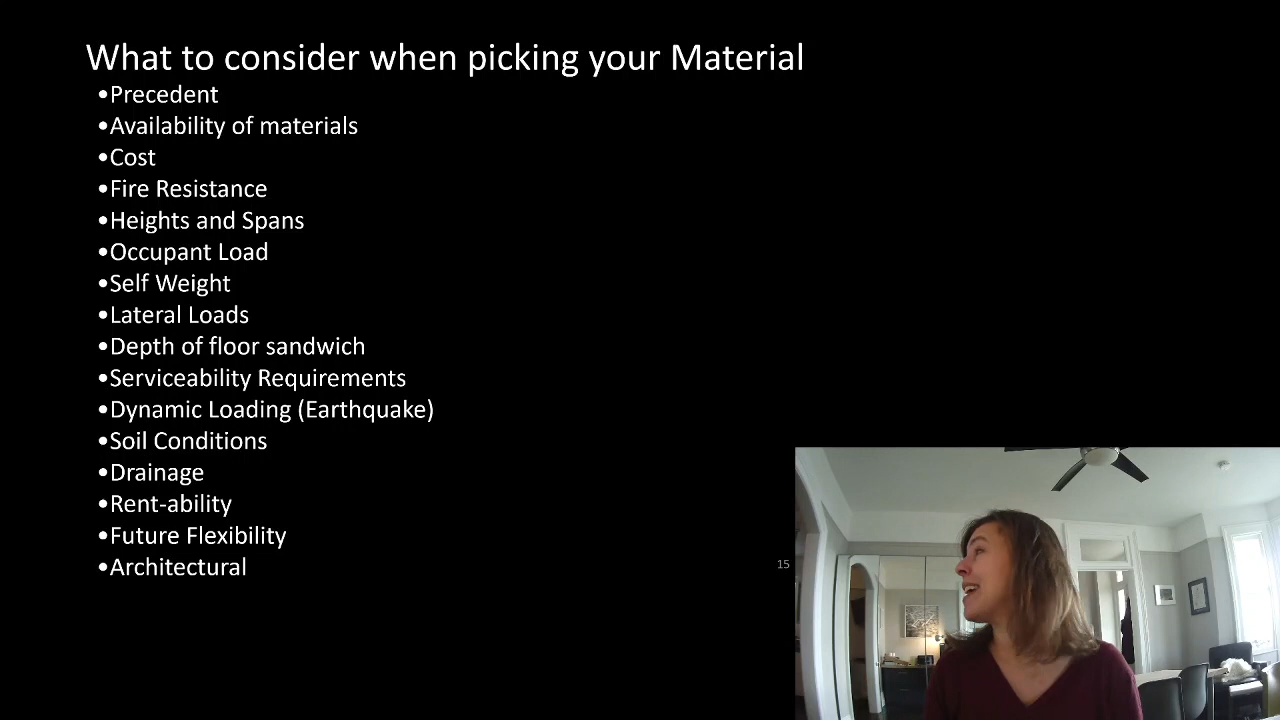 What to consider when picking your Material
•Precedent
•Availability of materials
•Cost
•Fire Resistance
•Heights and Spans
•Occupant Load
•Self Weight
•Lateral Loads
•Depth of floor sandwich
•Serviceability Requirements
•Dynamic Loading (Earthquake)
•Soil Conditions
•Drainage
•Rent-ability
•Future Flexibility
•Architectural
15